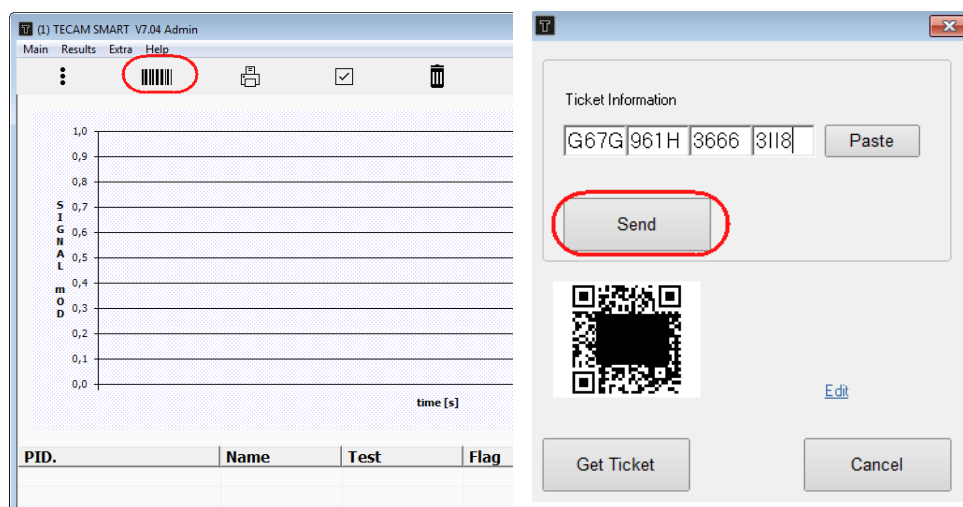 (1) TECAM SMART V7.04 Admin
Main Results Extra Help
1,0
0,9
0,8
0,7
0,6
0,5
0,4
0,3
0,2
0,1
0,0
SIGNAL mOD
time [s]
PID. Name Test Flag
T
Ticket Information
G67G 961H 3666 3II8 Paste
Send
Edit
Get Ticket Cancel